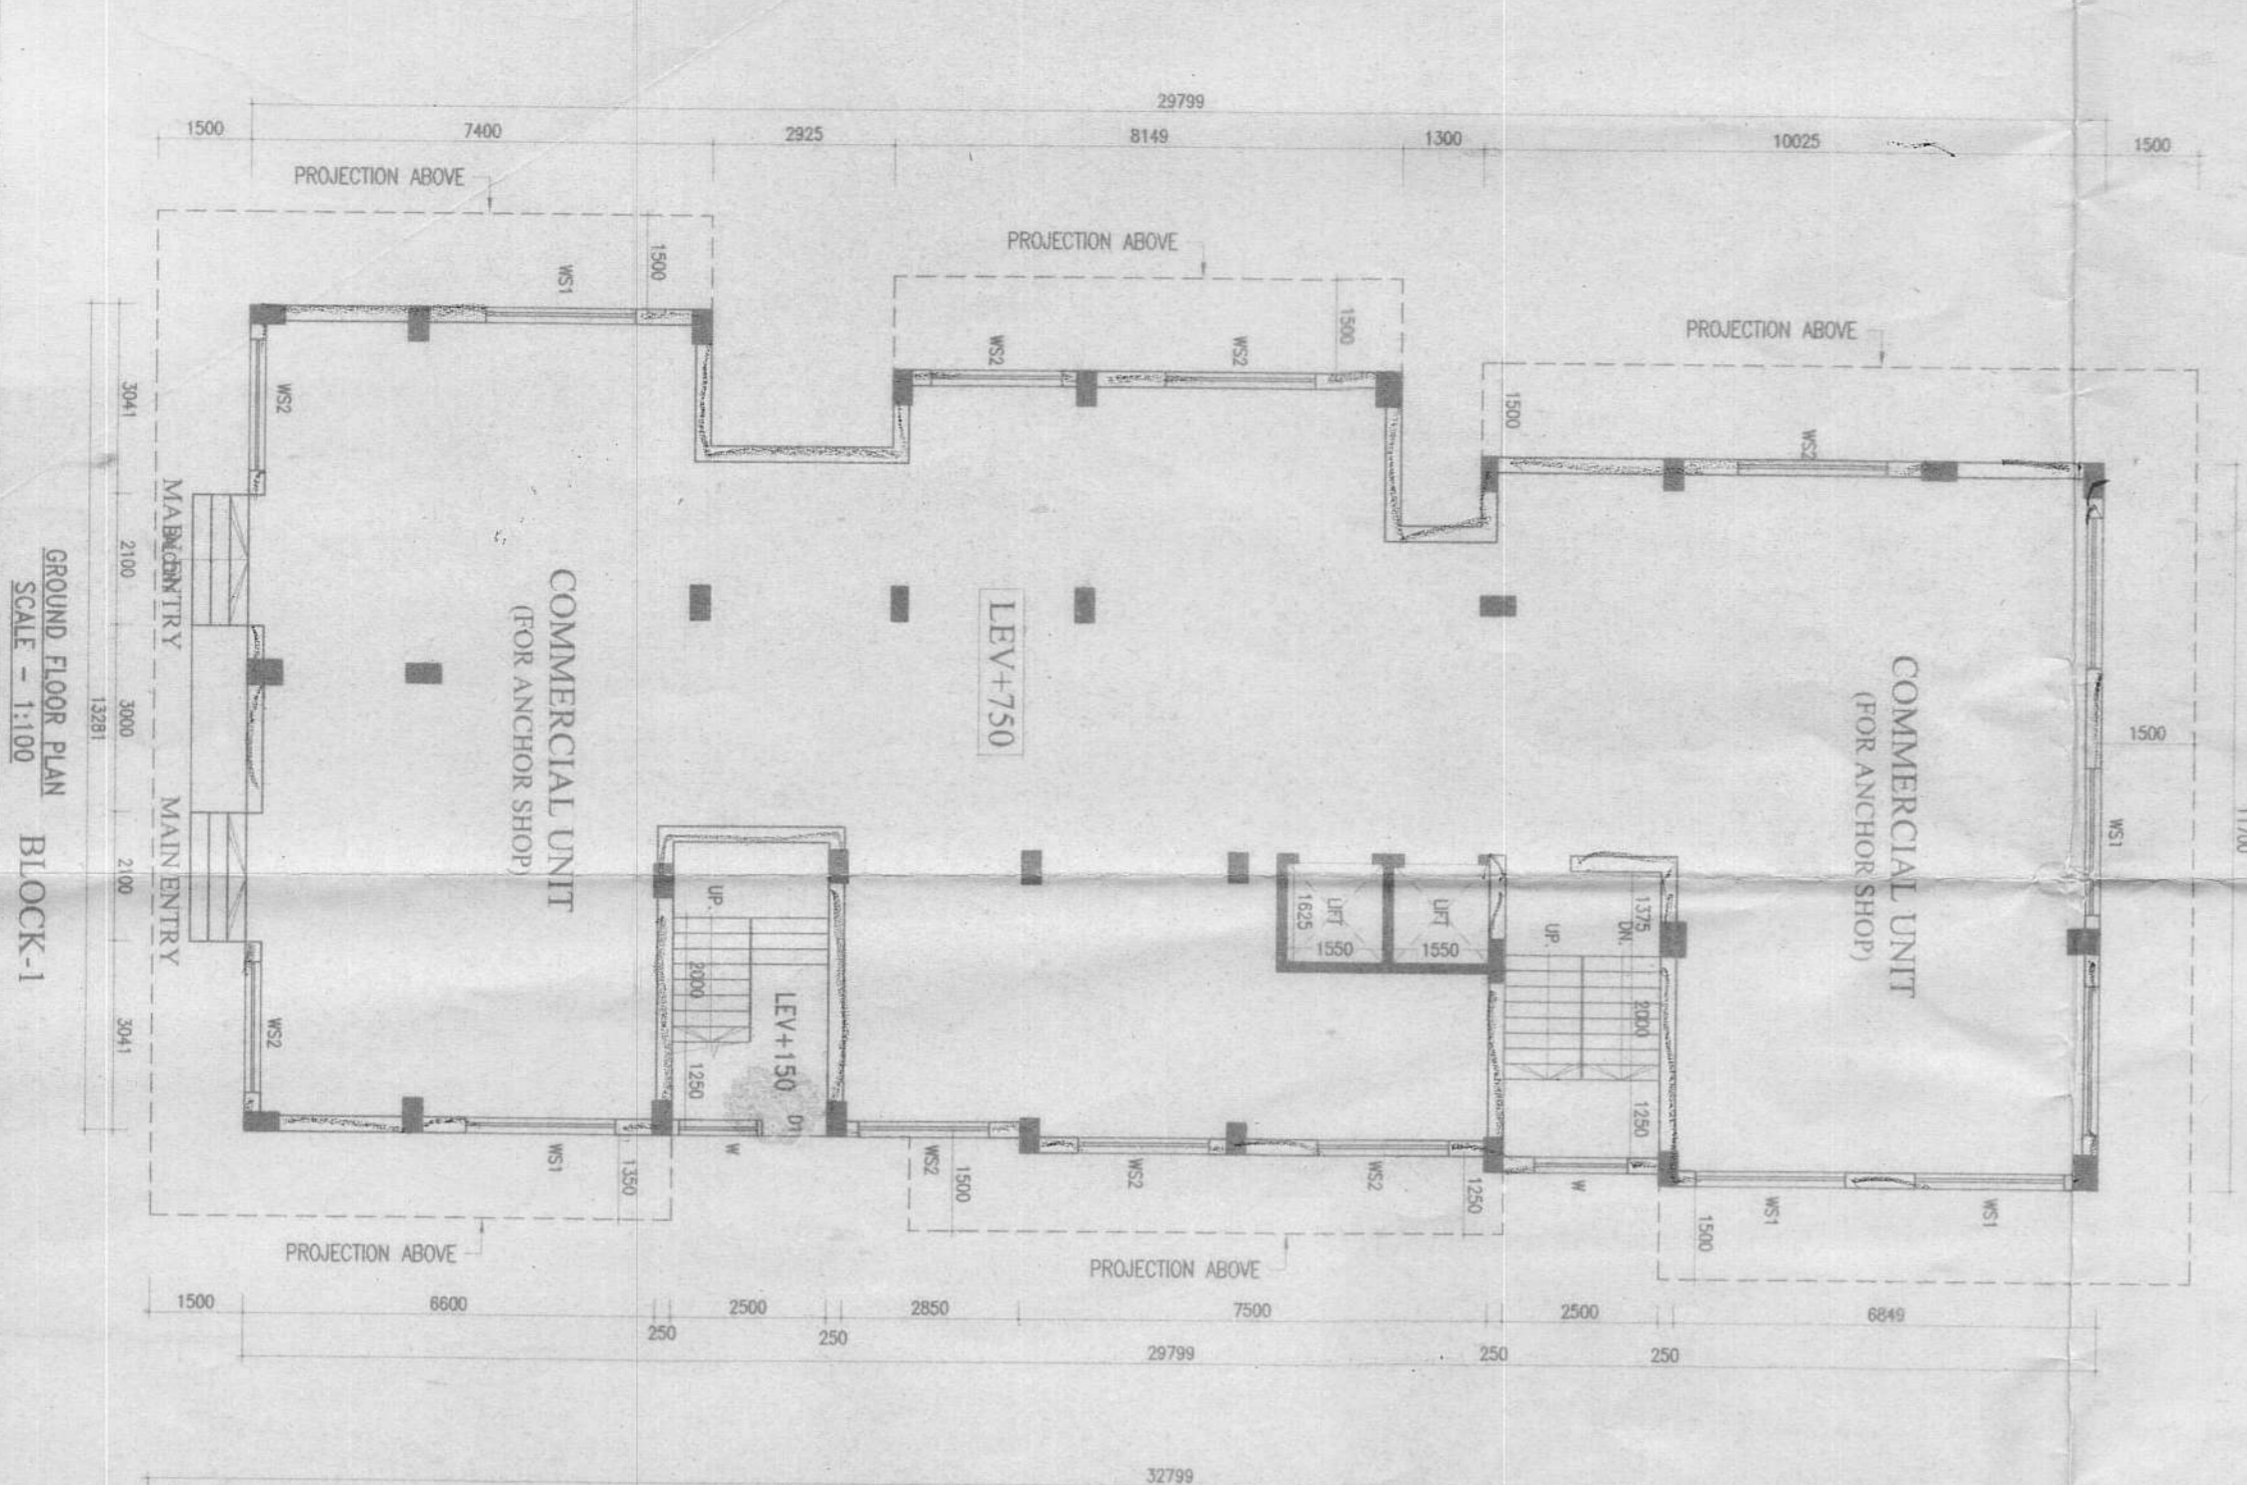 29799
1500 7400 2925 8149 1300 10025 1500
PROJECTION ABOVE
PROJECTION ABOVE
PROJECTION ABOVE
1500
1500
1500
WS1
WS2
WS2
WS2
WS2
3041
2100
3000
2100
3041
13281
MAIN ENTRY
MAIN ENTRY
GROUND FLOOR PLAN
SCALE - 1:100
BLOCK-1
COMMERCIAL UNIT
(FOR ANCHOR SHOP)
LEV+750
COMMERCIAL UNIT
(FOR ANCHOR SHOP)
1500
WS1
UP.
2000
1250
LEV+150
D1
LIFT
1625
1550
LIFT
1550
UP.
DN.
1375
2000
1250
WS2
WS1
1350
W
WS2
1500
WS2
WS2
1250
W
1500
WS1
WS1
PROJECTION ABOVE
PROJECTION ABOVE
1500 6600 2500 2850 7500 2500 6849
250 250 250 250
29799
32799